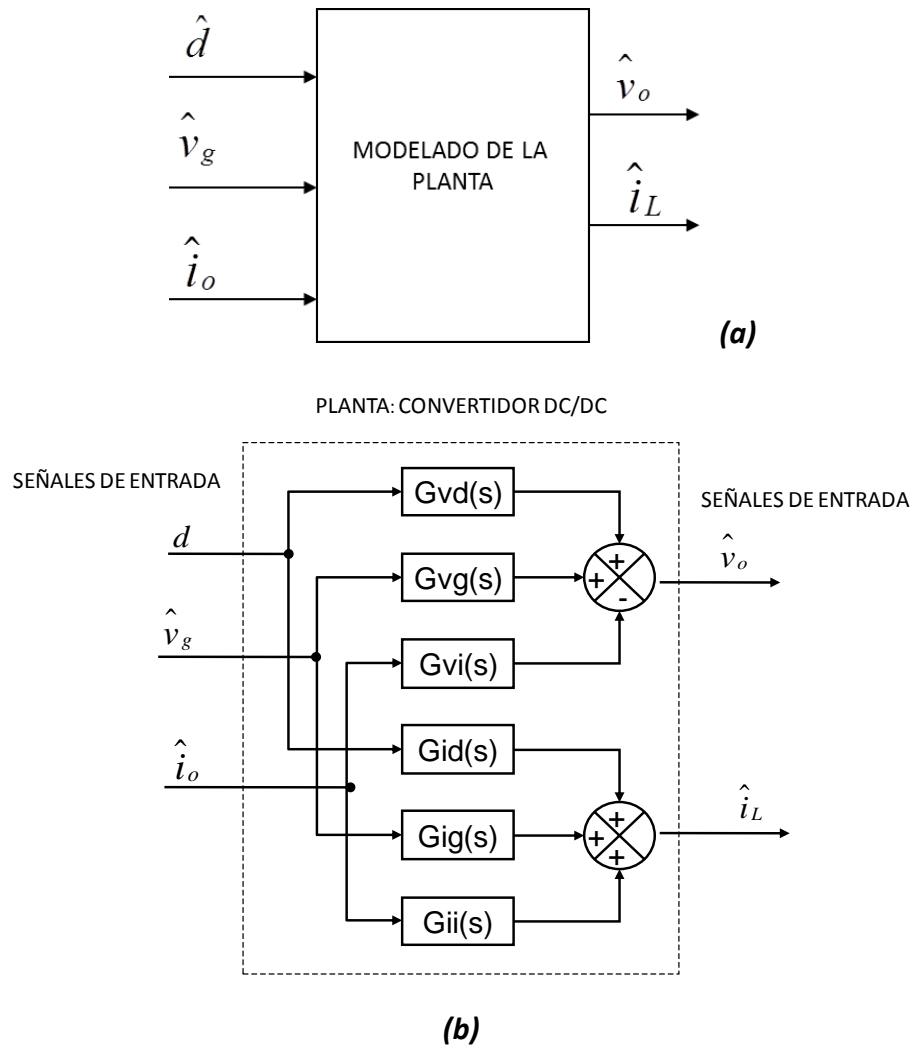 d̂
v̂g
îo
MODELADO DE LA
PLANTA
v̂o
îL
(a)
PLANTA: CONVERTIDOR DC/DC
SEÑALES DE ENTRADA
SEÑALES DE ENTRADA
d
v̂g
îo
Gvd(s)
Gvg(s)
Gvi(s)
Gid(s)
Gig(s)
Gii(s)
+
+
-
+
+
+
v̂o
îL
(b)